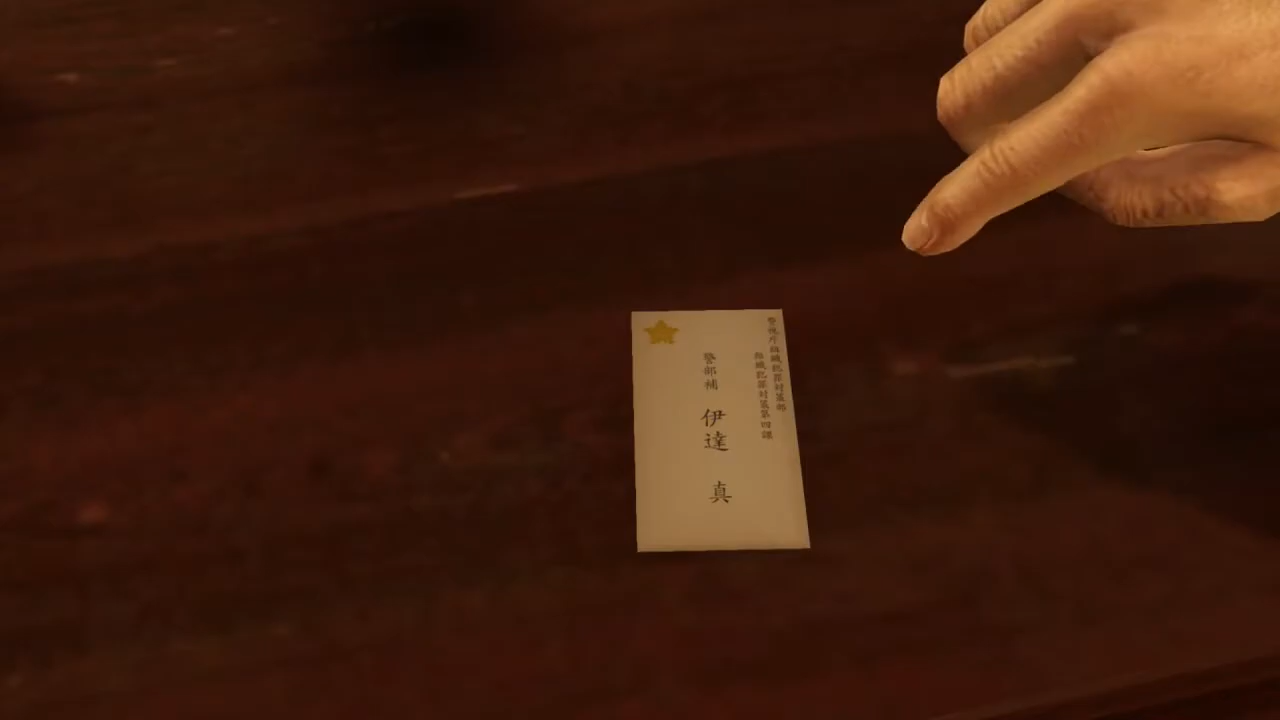 警視庁組織犯罪対策部
組織犯罪対策第四課
警部補
伊達 真